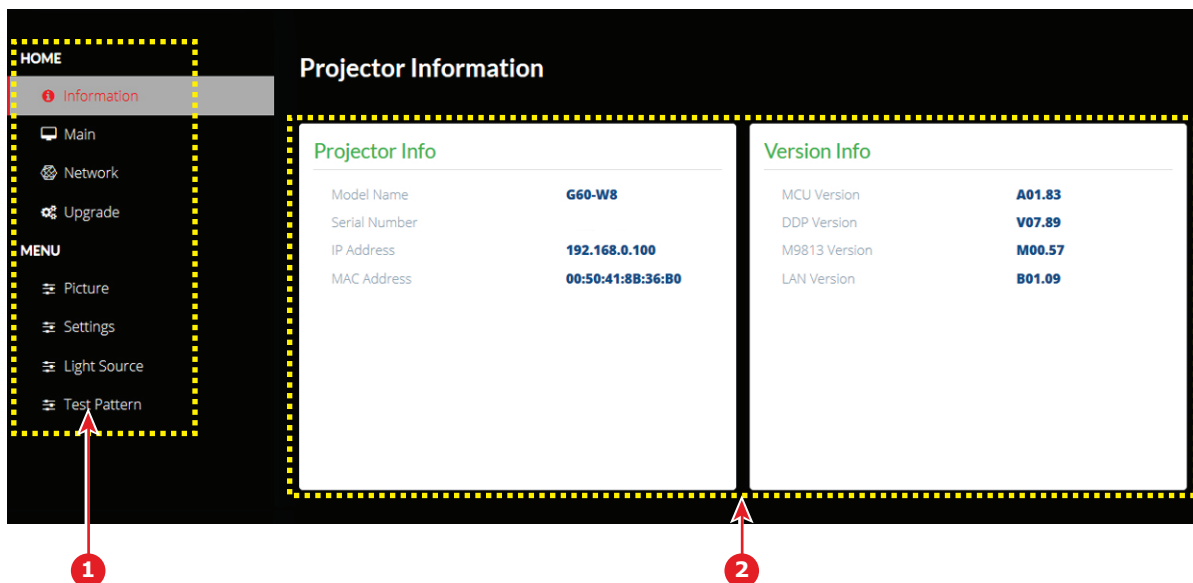 HOME
Information
Main
Network
Upgrade
MENU
Picture
Settings
Light Source
Test Pattern
Projector Information
Projector Info
Model Name G60-W8
Serial Number
IP Address 192.168.0.100
MAC Address 00:50:41:8B:36:B0
Version Info
MCU Version A01.83
DDP Version V07.89
M9813 Version M00.57
LAN Version B01.09
1
2